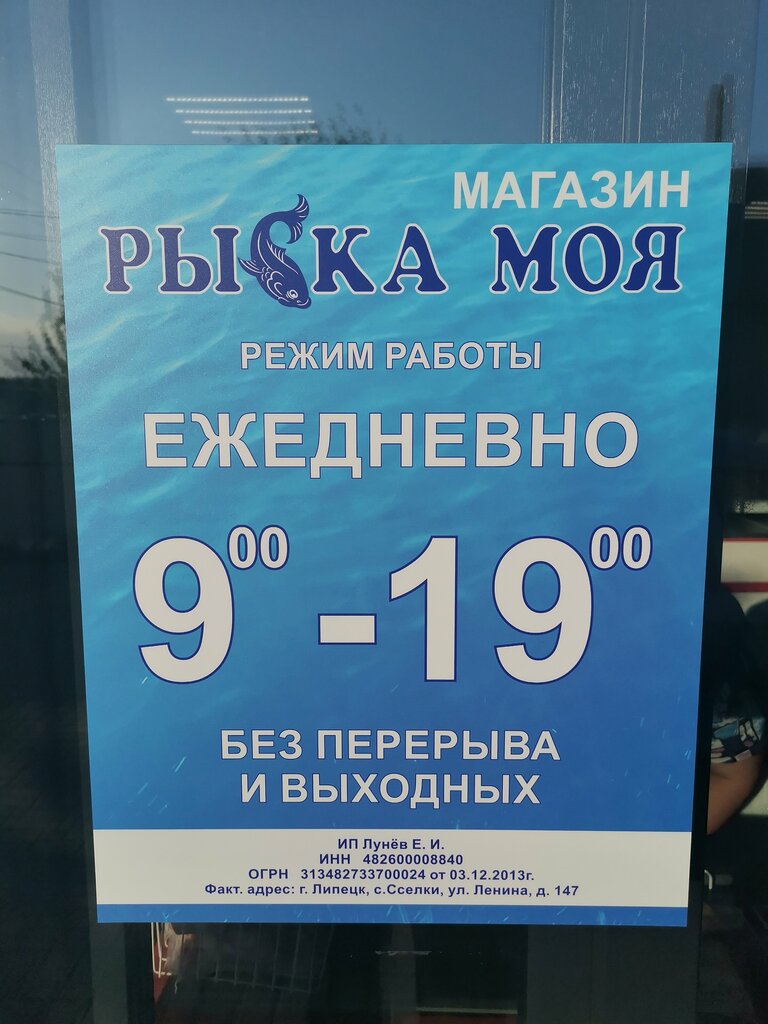 МАГАЗИН
РЫБКА МОЯ
РЕЖИМ РАБОТЫ
ЕЖЕДНЕВНО
9⁰⁰ - 19⁰⁰
БЕЗ ПЕРЕРЫВА
И ВЫХОДНЫХ
ИП Лунёв Е. И.
ИНН 482600008840
ОГРН 313482733700024 от 03.12.2013г.
Факт. адрес: г. Липецк, с.Сселки, ул. Ленина, д. 147